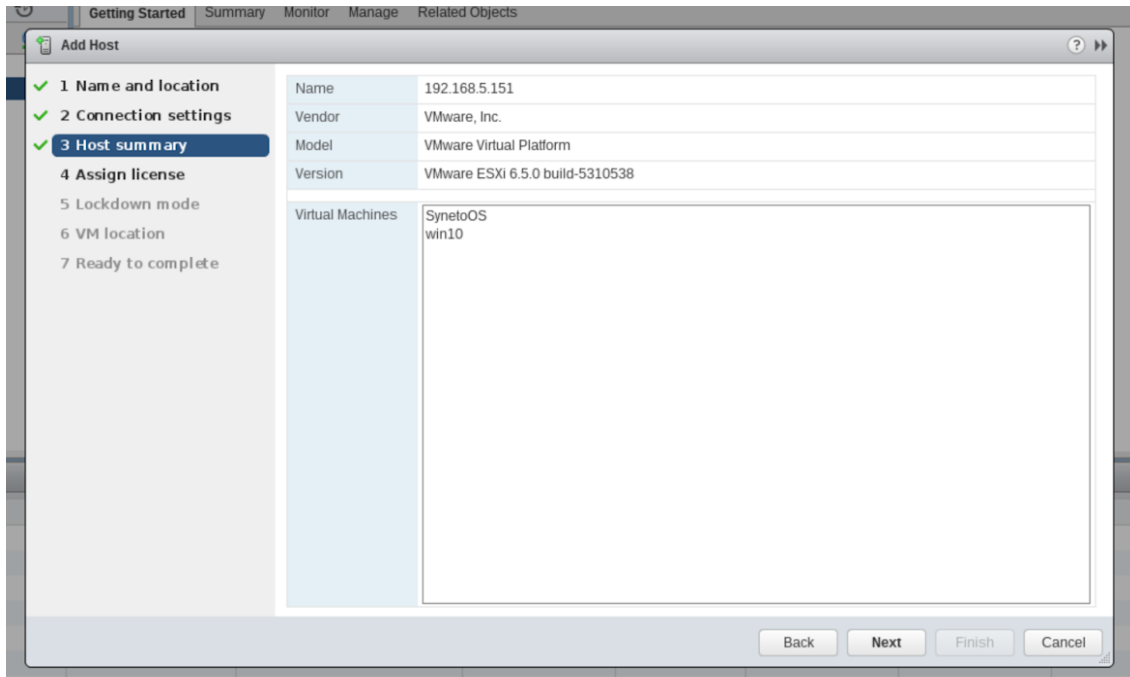 Getting Started Summary Monitor Manage Related Objects
Add Host
1 Name and location
2 Connection settings
3 Host summary
4 Assign license
5 Lockdown mode
6 VM location
7 Ready to complete
Name 192.168.5.151
Vendor VMware, Inc.
Model VMware Virtual Platform
Version VMware ESXi 6.5.0 build-5310538
Virtual Machines SynetoOS
win10
Back Next Finish Cancel